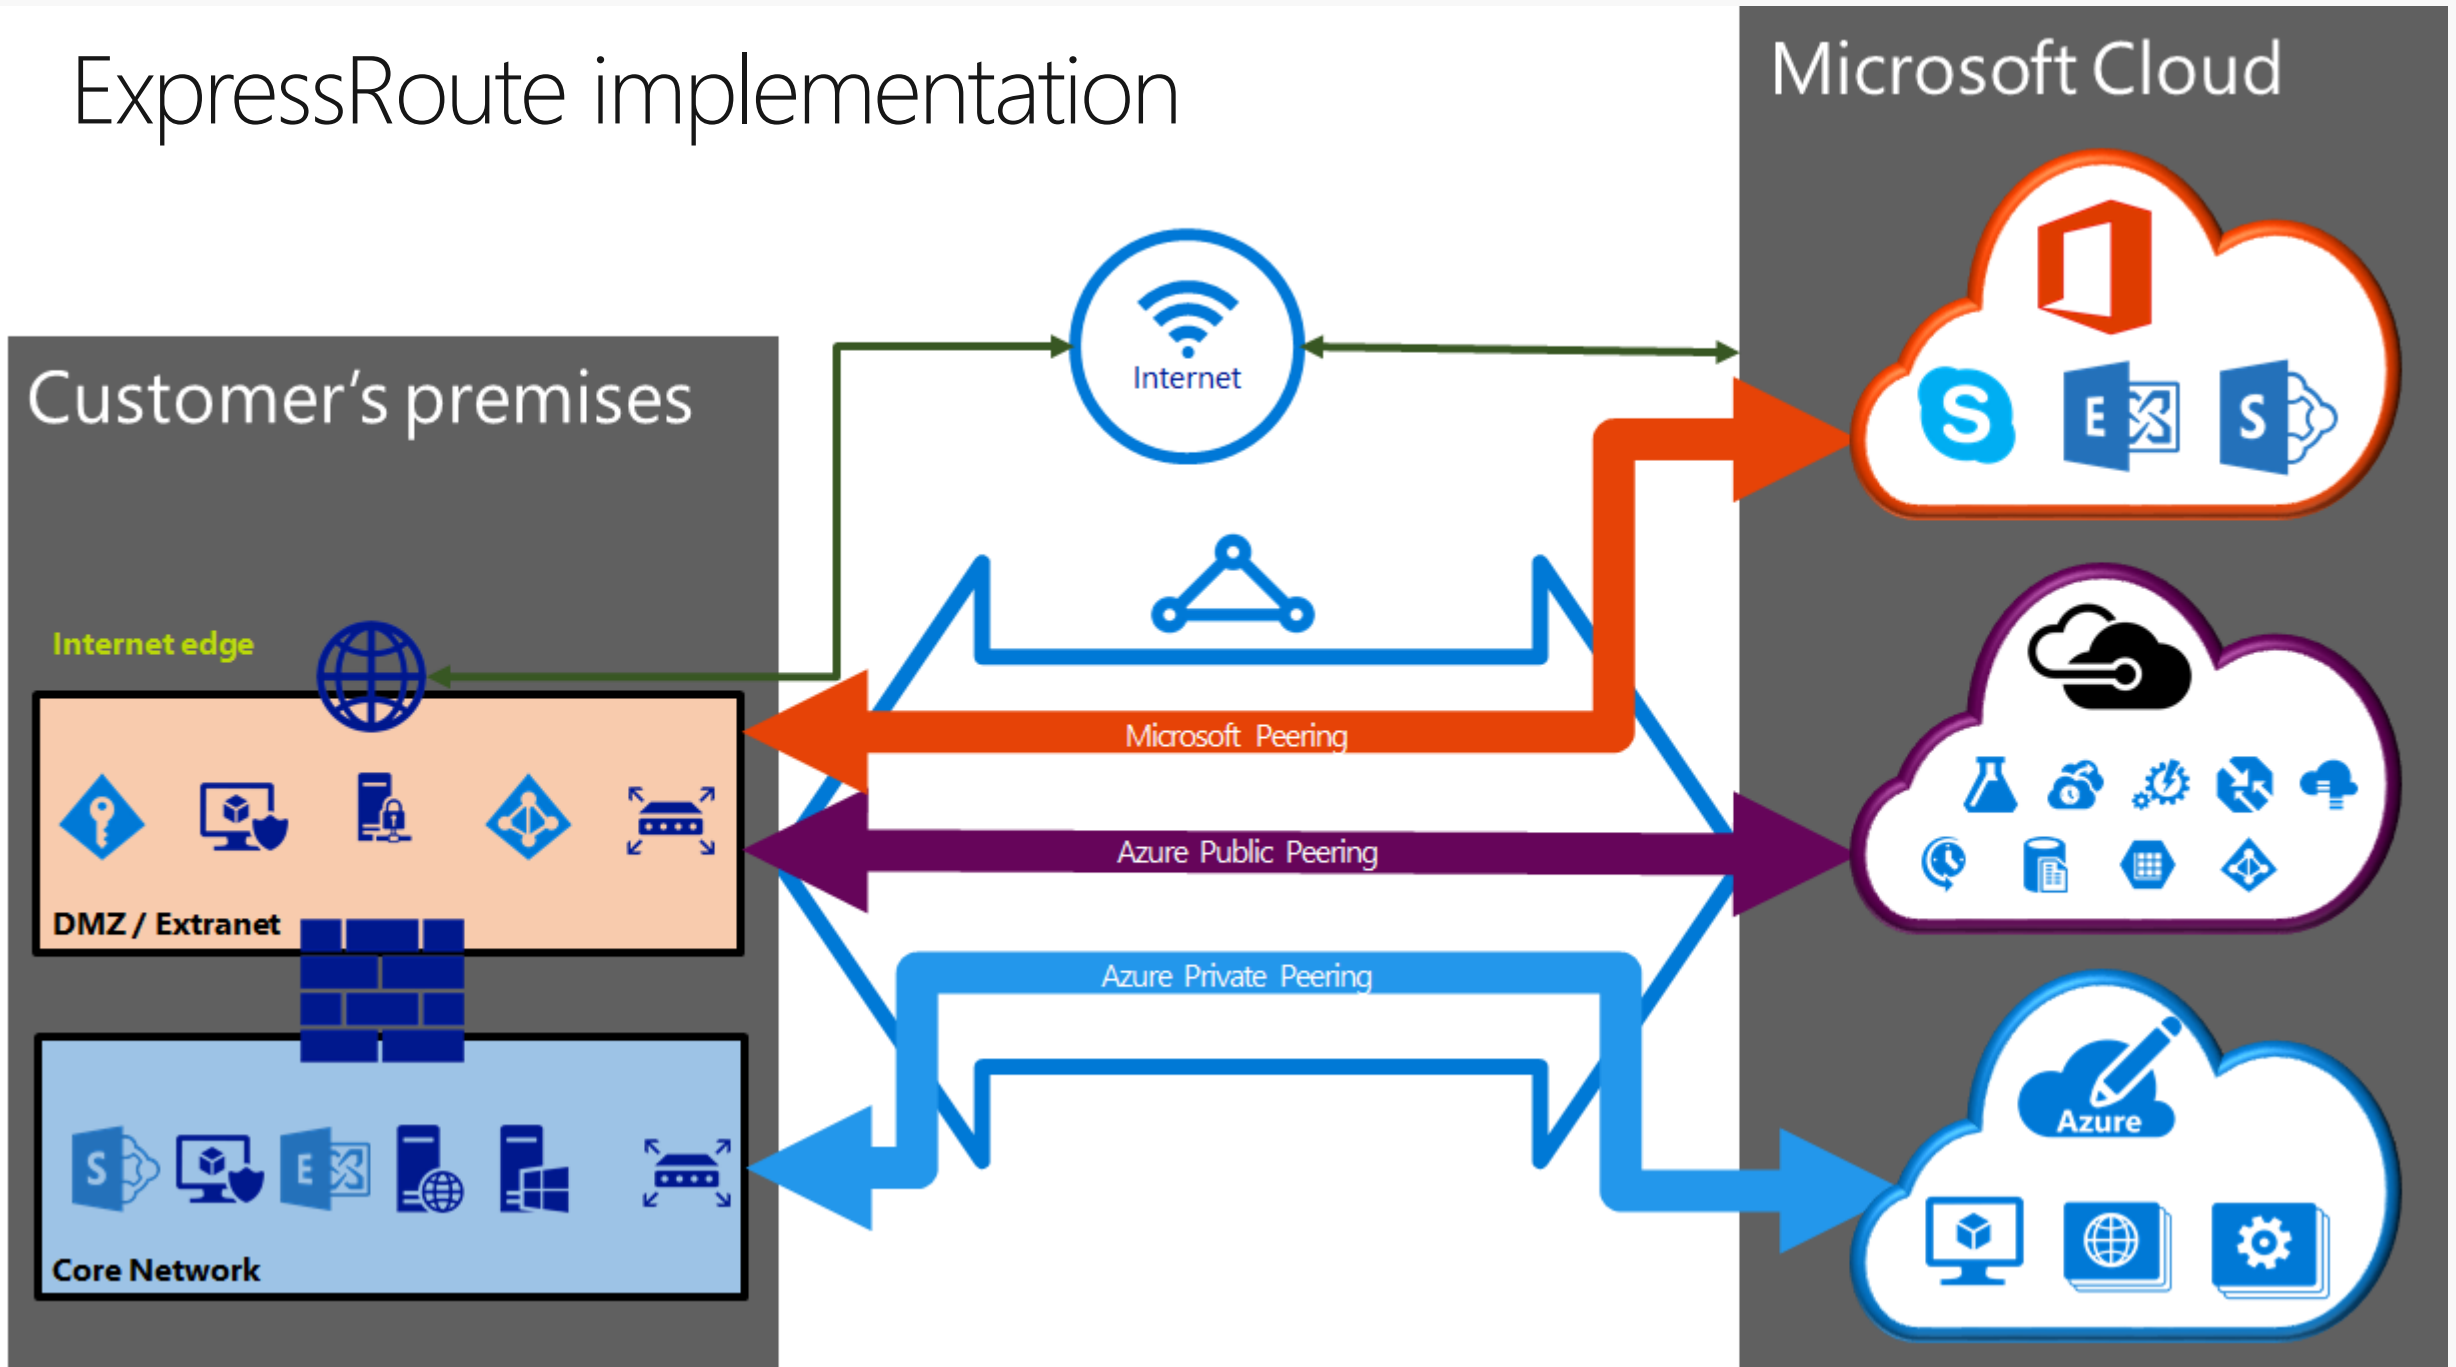 ExpressRoute implementation
Microsoft Cloud
Internet
Customer's premises
S
E
S
Internet edge
Microsoft Peering
Azure Public Peering
DMZ / Extranet
Azure Private Peering
Azure
S
E
Core Network